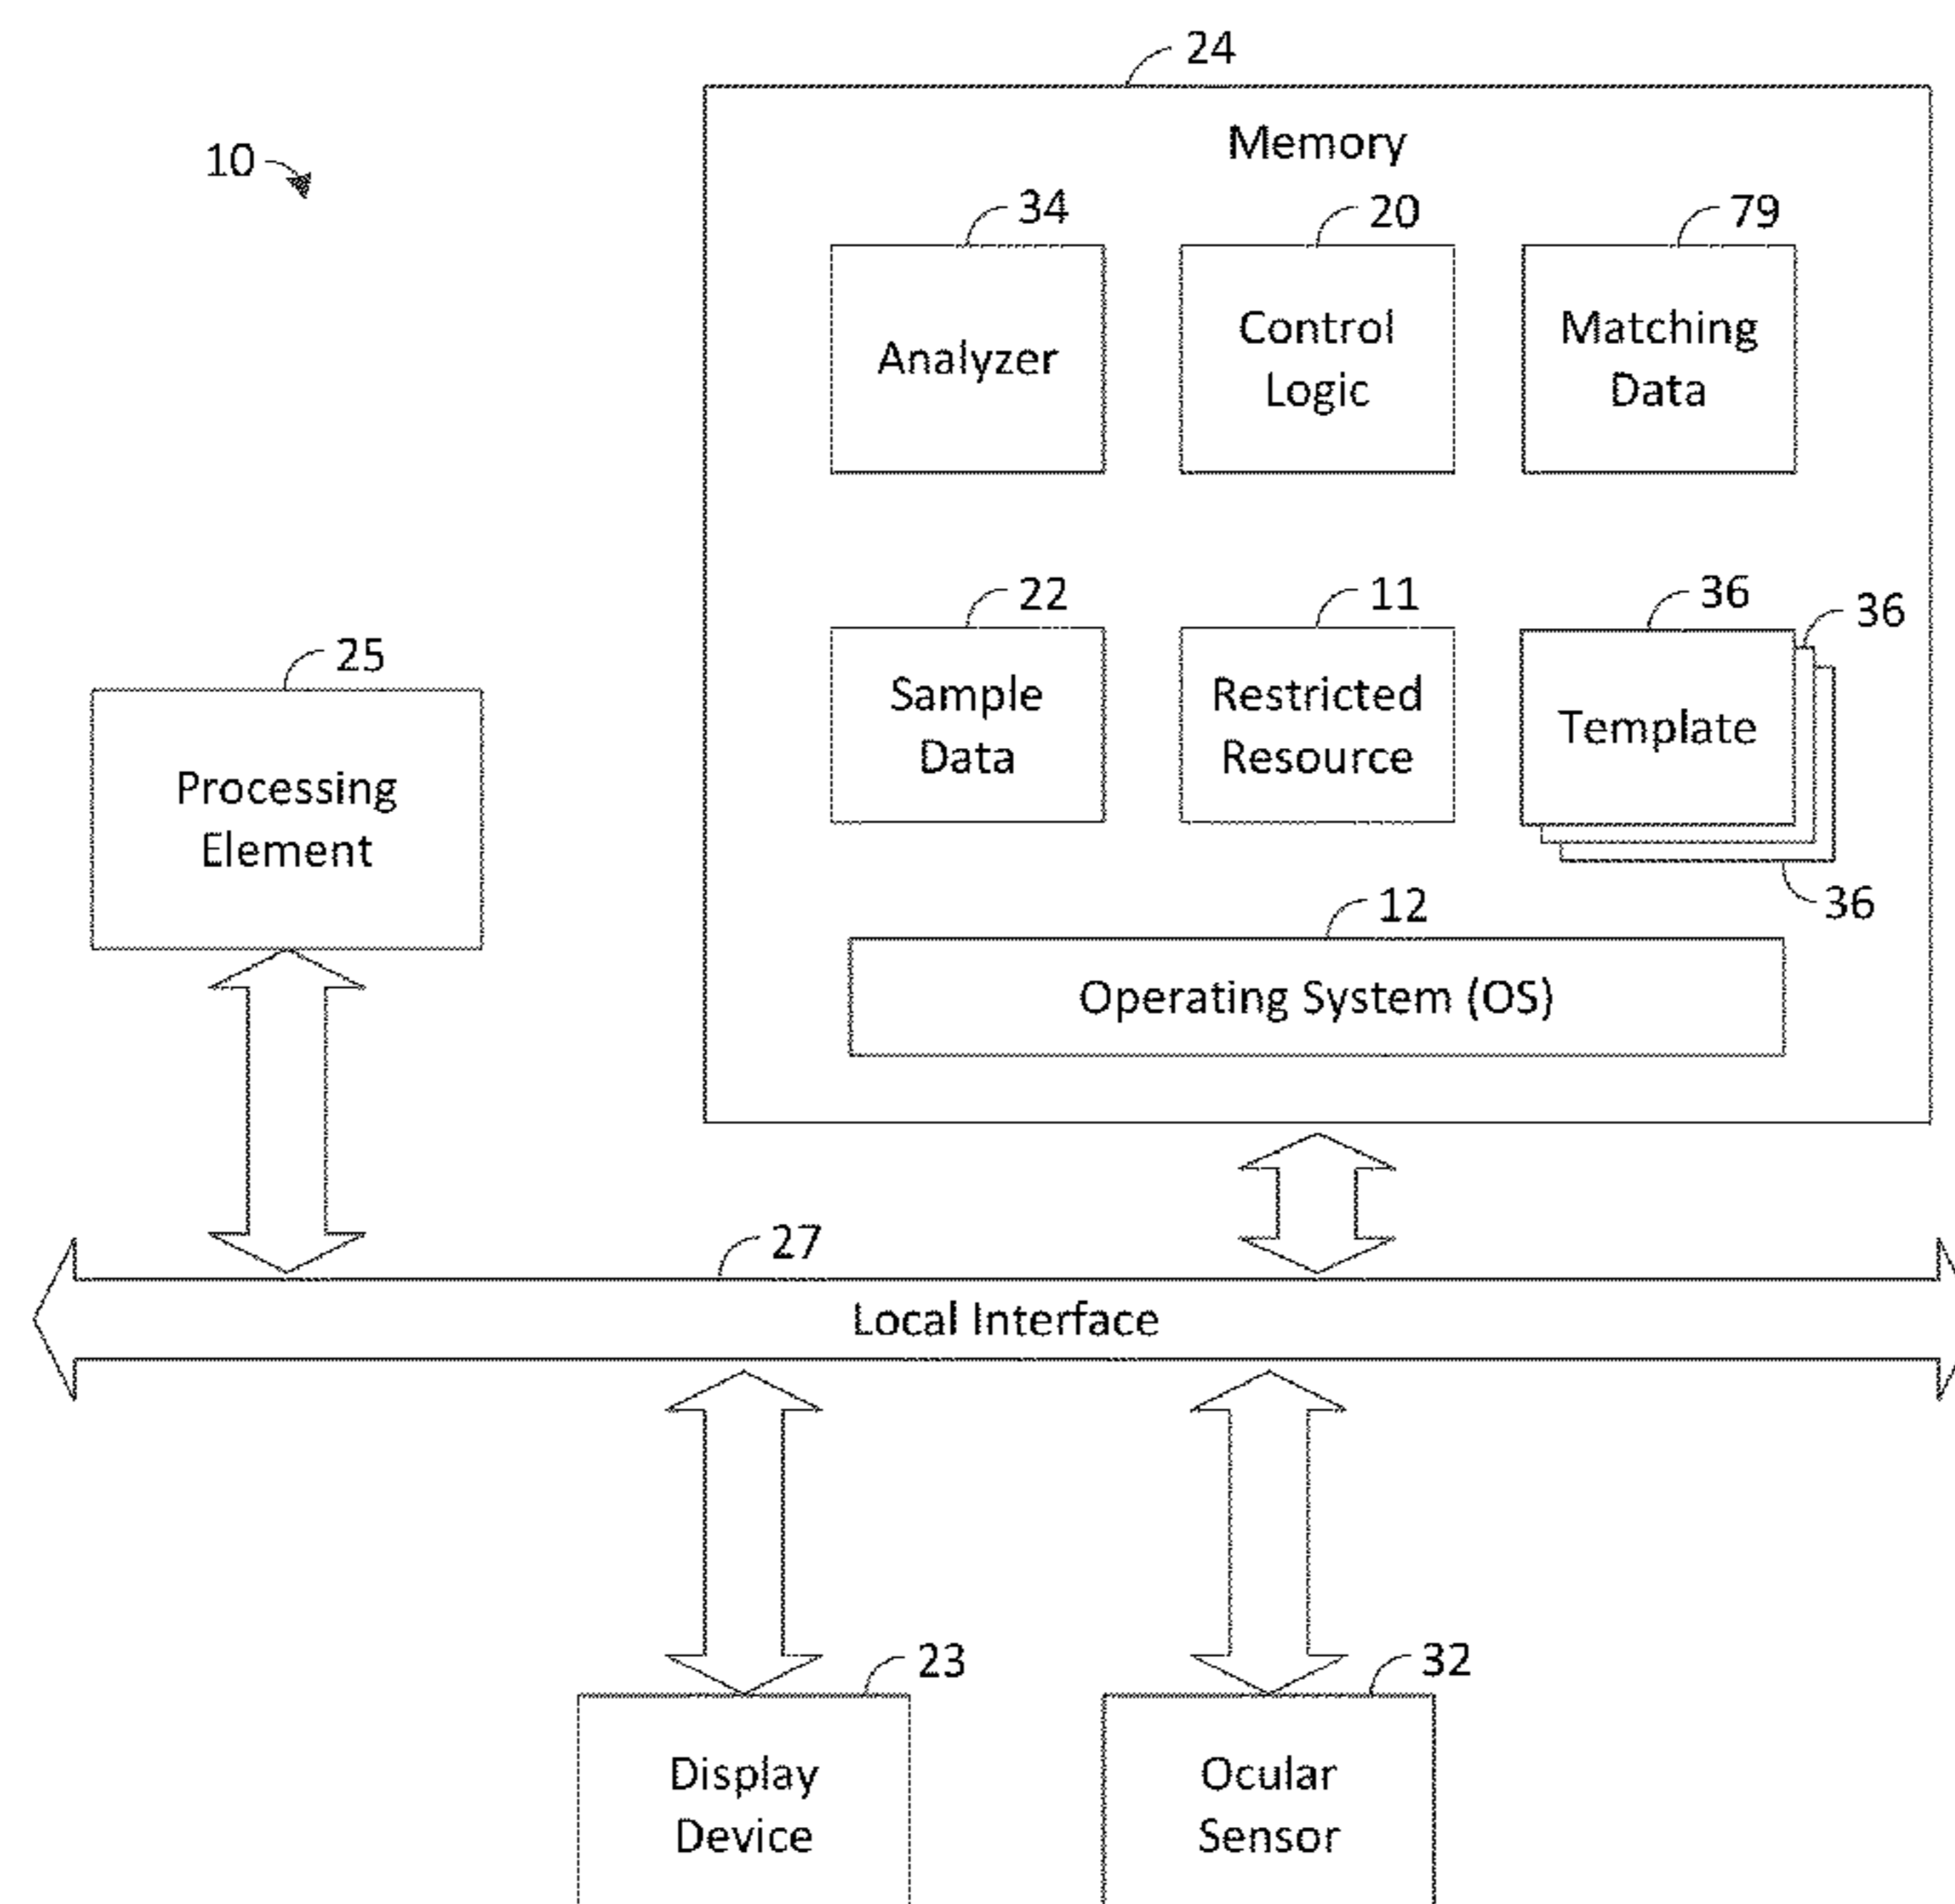 24
10
Memory
34
20
79
Analyzer
Control
Logic
Matching
Data
22
11
36
36
25
Sample
Data
Restricted
Resource
Template
Processing
Element
36
12
Operating System (OS)
27
Local Interface
23
32
Display
Device
Ocular
Sensor